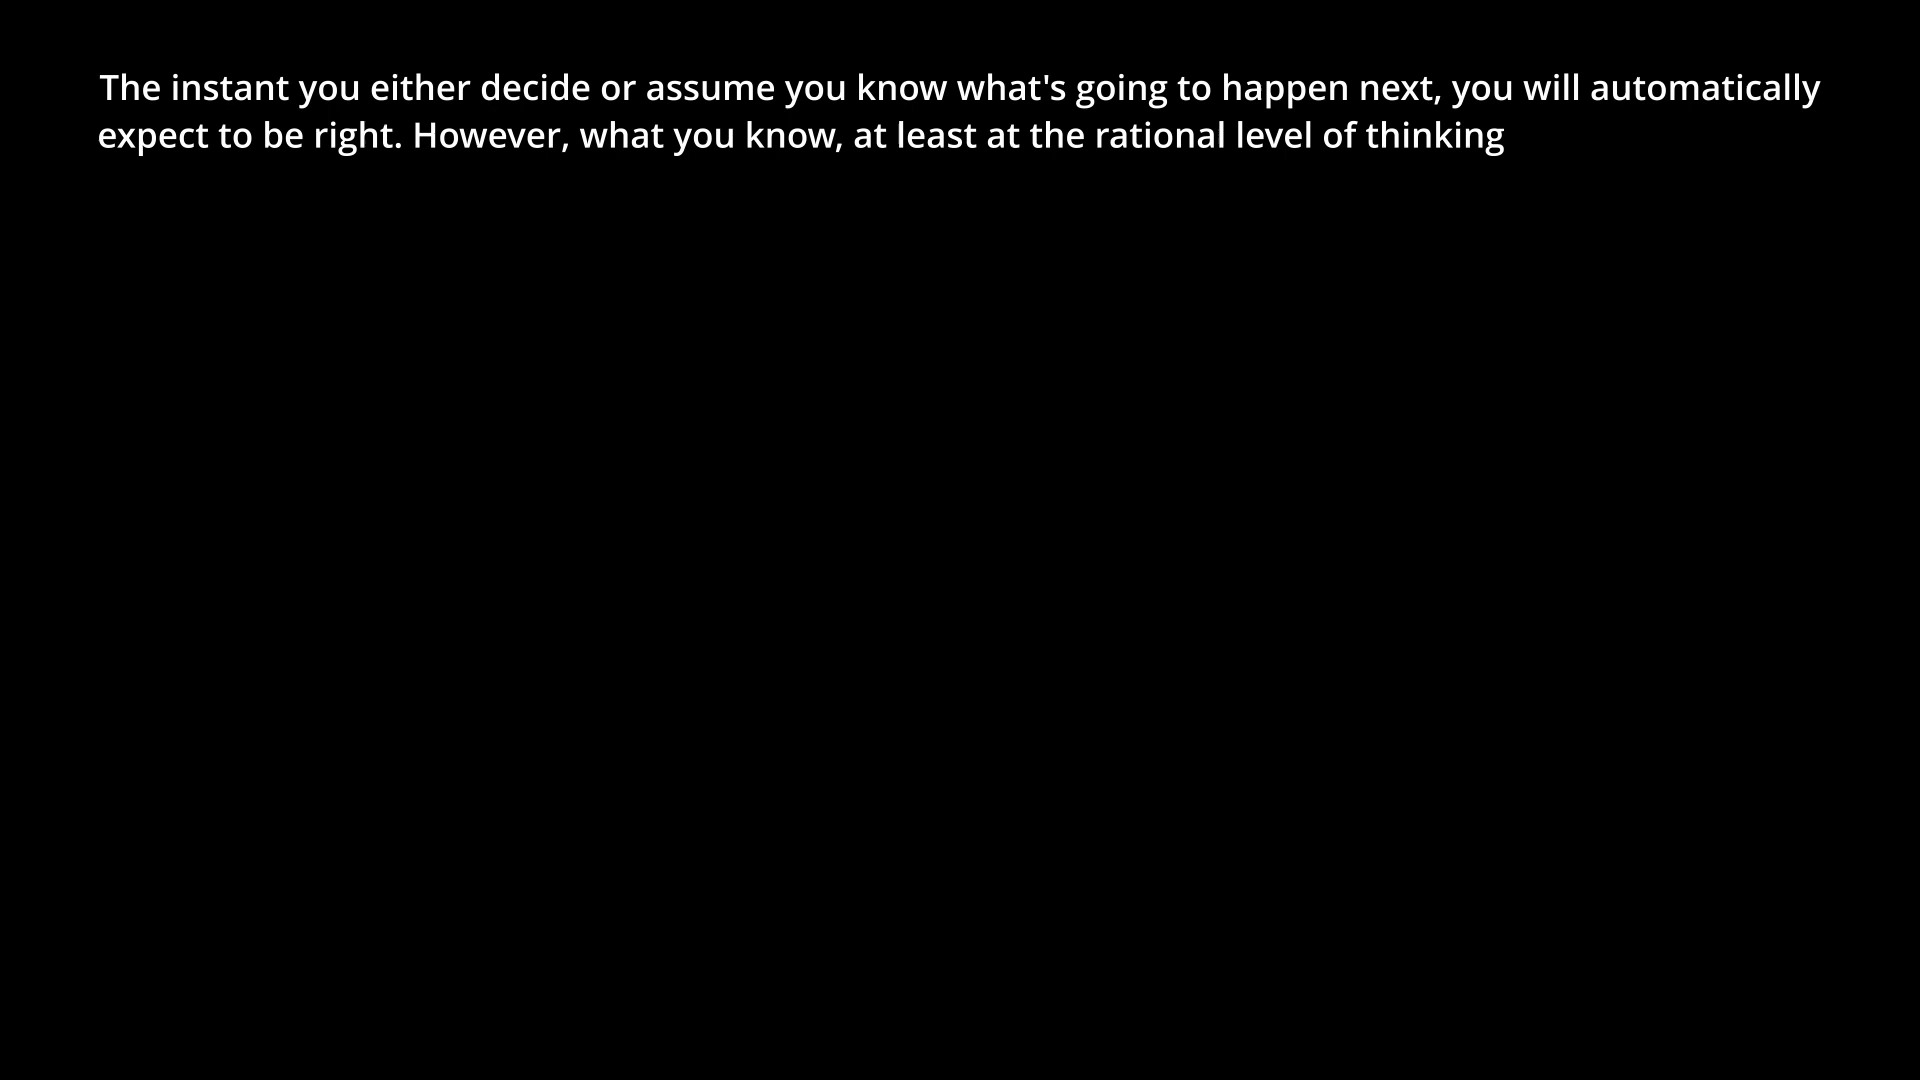 The instant you either decide or assume you know what's going to happen next, you will automatically
expect to be right. However, what you know, at least at the rational level of thinking